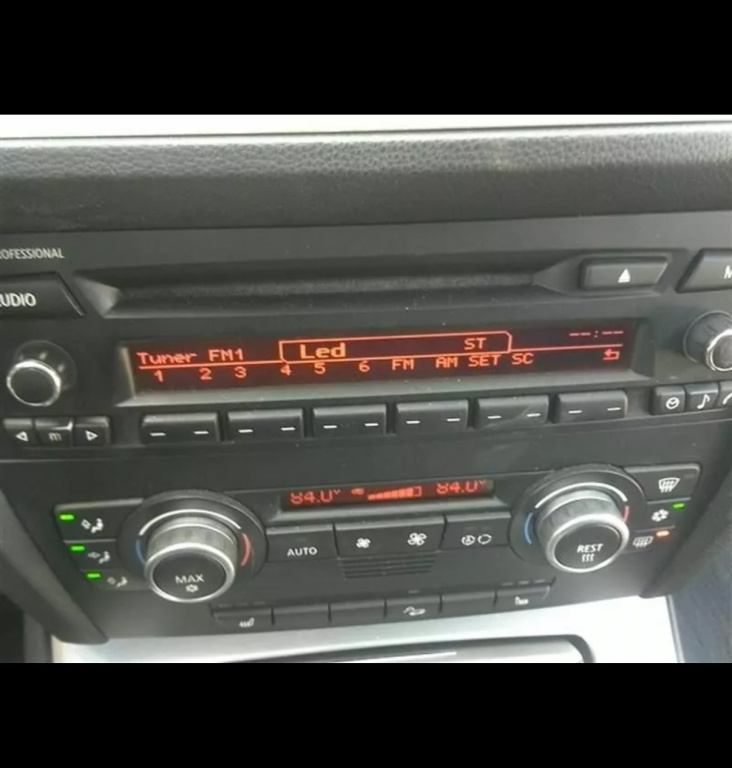 ROFESSIONAL
UDIO
M
Tuner FM1 Led ST --:--
1 2 3 4 5 6 FM AM SET SC
m
84.0° 84.0°
AUTO
MAX
REST